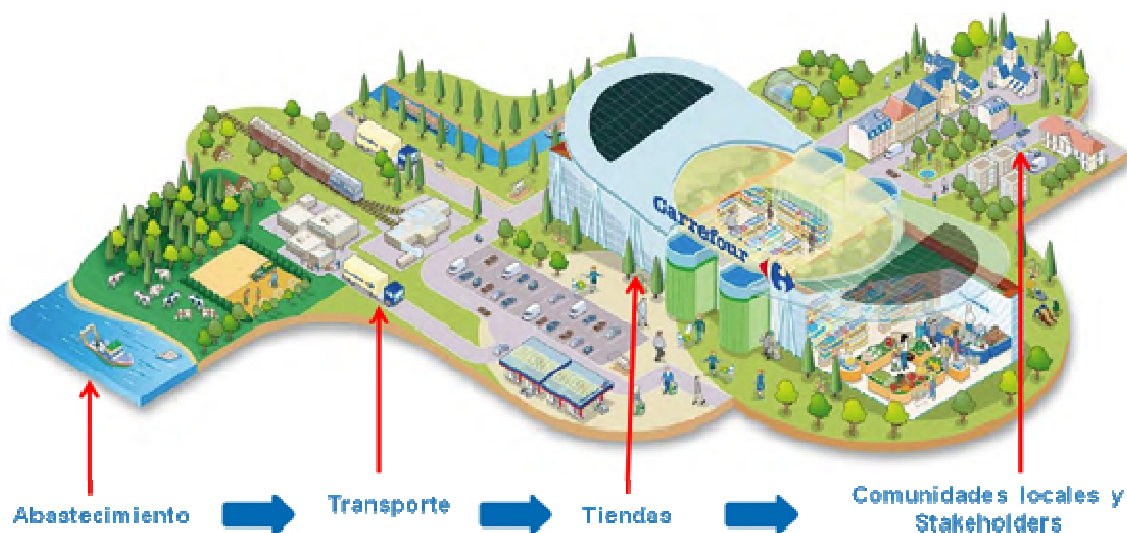 Carrefour
Abastecimiento
Transporte
Tiendas
Comunidades locales y
Stakeholders